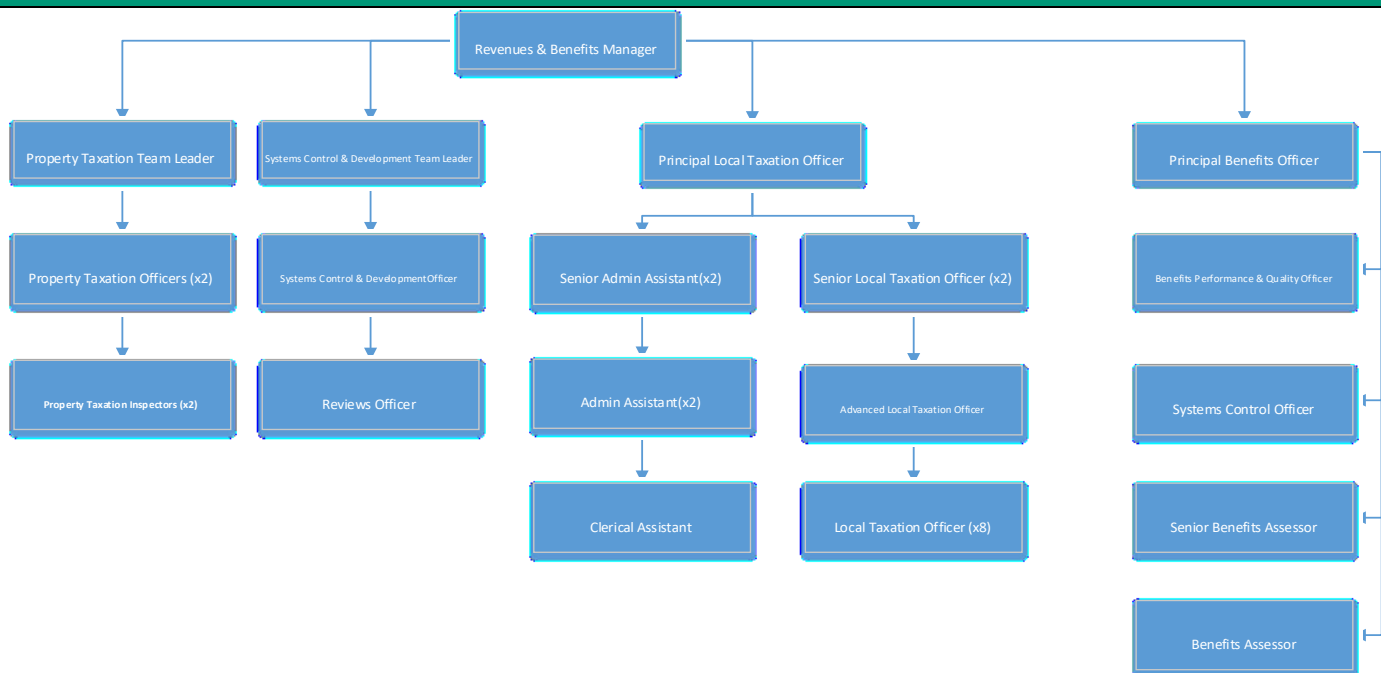 Revenues & Benefits Manager
Property Taxation Team Leader
Systems Control & Development Team Leader
Principal Local Taxation Officer
Principal Benefits Officer
Property Taxation Officers (x2)
Systems Control & DevelopmentOfficer
Senior Admin Assistant(x2)
Senior Local Taxation Officer (x2)
Benefits Performance & Quality Officer
Property Taxation Inspectors (x2)
Reviews Officer
Admin Assistant(x2)
Advanced Local Taxation Officer
Systems Control Officer
Clerical Assistant
Local Taxation Officer (x8)
Senior Benefits Assessor
Benefits Assessor